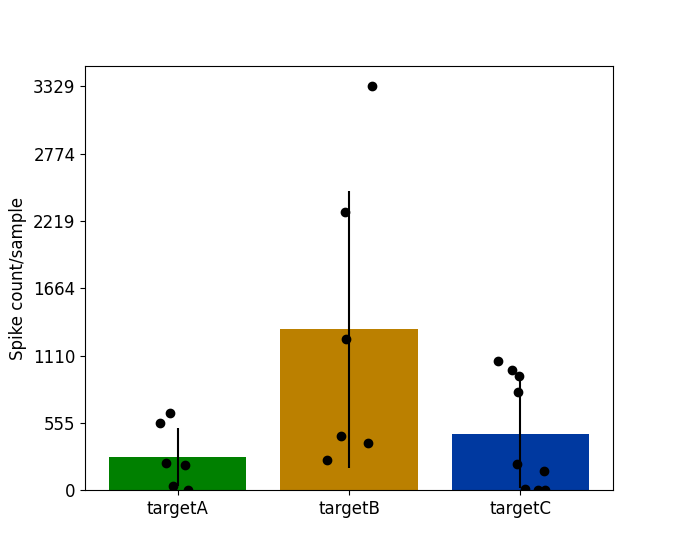 3329
2774
2219
1664
1110
555
0
Spike count/sample
targetA
targetB
targetC